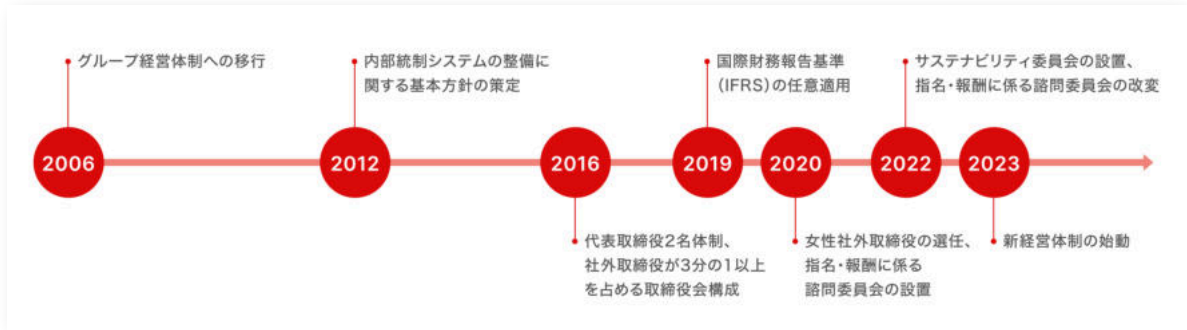 グループ経営体制への移行
内部統制システムの整備に
関する基本方針の策定
国際財務報告基準
(IFRS)の任意適用
サステナビリティ委員会の設置、
指名・報酬に係る諮問委員会の改変
2006
2012
2016
2019
2020
2022
2023
代表取締役2名体制、
社外取締役が3分の1以上
を占める取締役会構成
女性社外取締役の選任、
指名・報酬に係る
諮問委員会の設置
新経営体制の始動